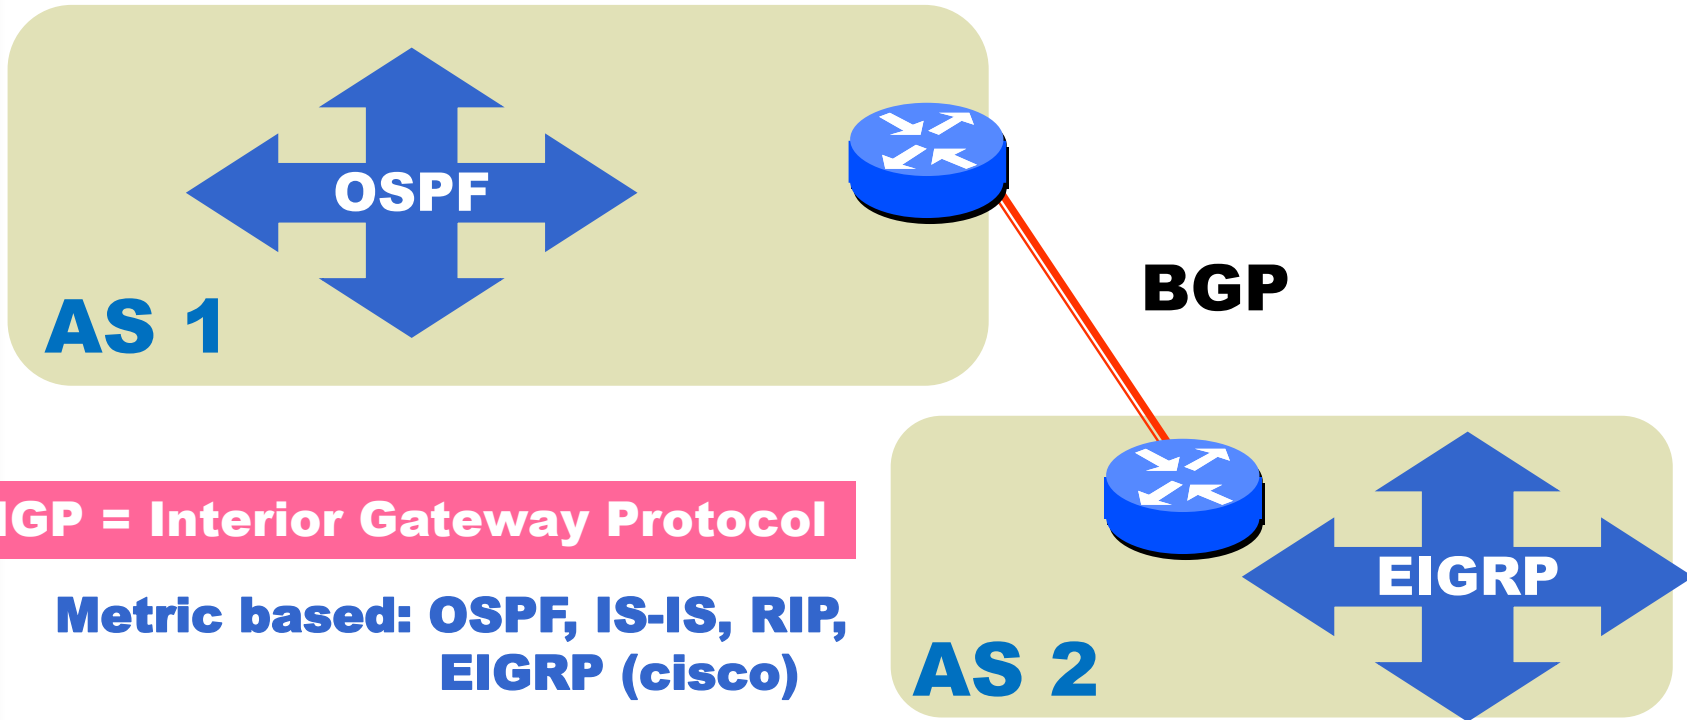 OSPF
AS 1
BGP
IGP = Interior Gateway Protocol
Metric based: OSPF, IS-IS, RIP,
EIGRP (cisco)
EIGRP
AS 2